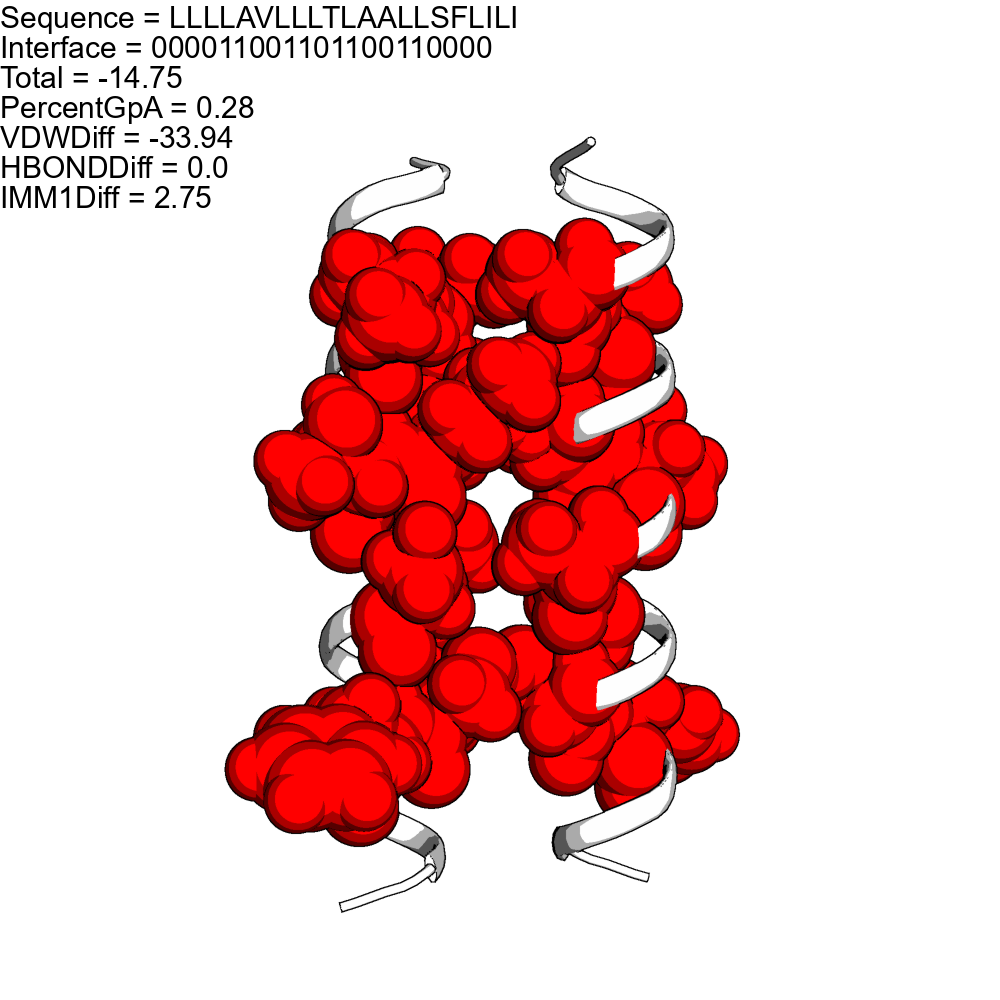 Sequence = LLLLAVLLLTLAALLSFLILI
Interface = 000011001101100110000
Total = -14.75
PercentGpA = 0.28
VDWDiff = -33.94
HBONDDiff = 0.0
IMM1Diff = 2.75